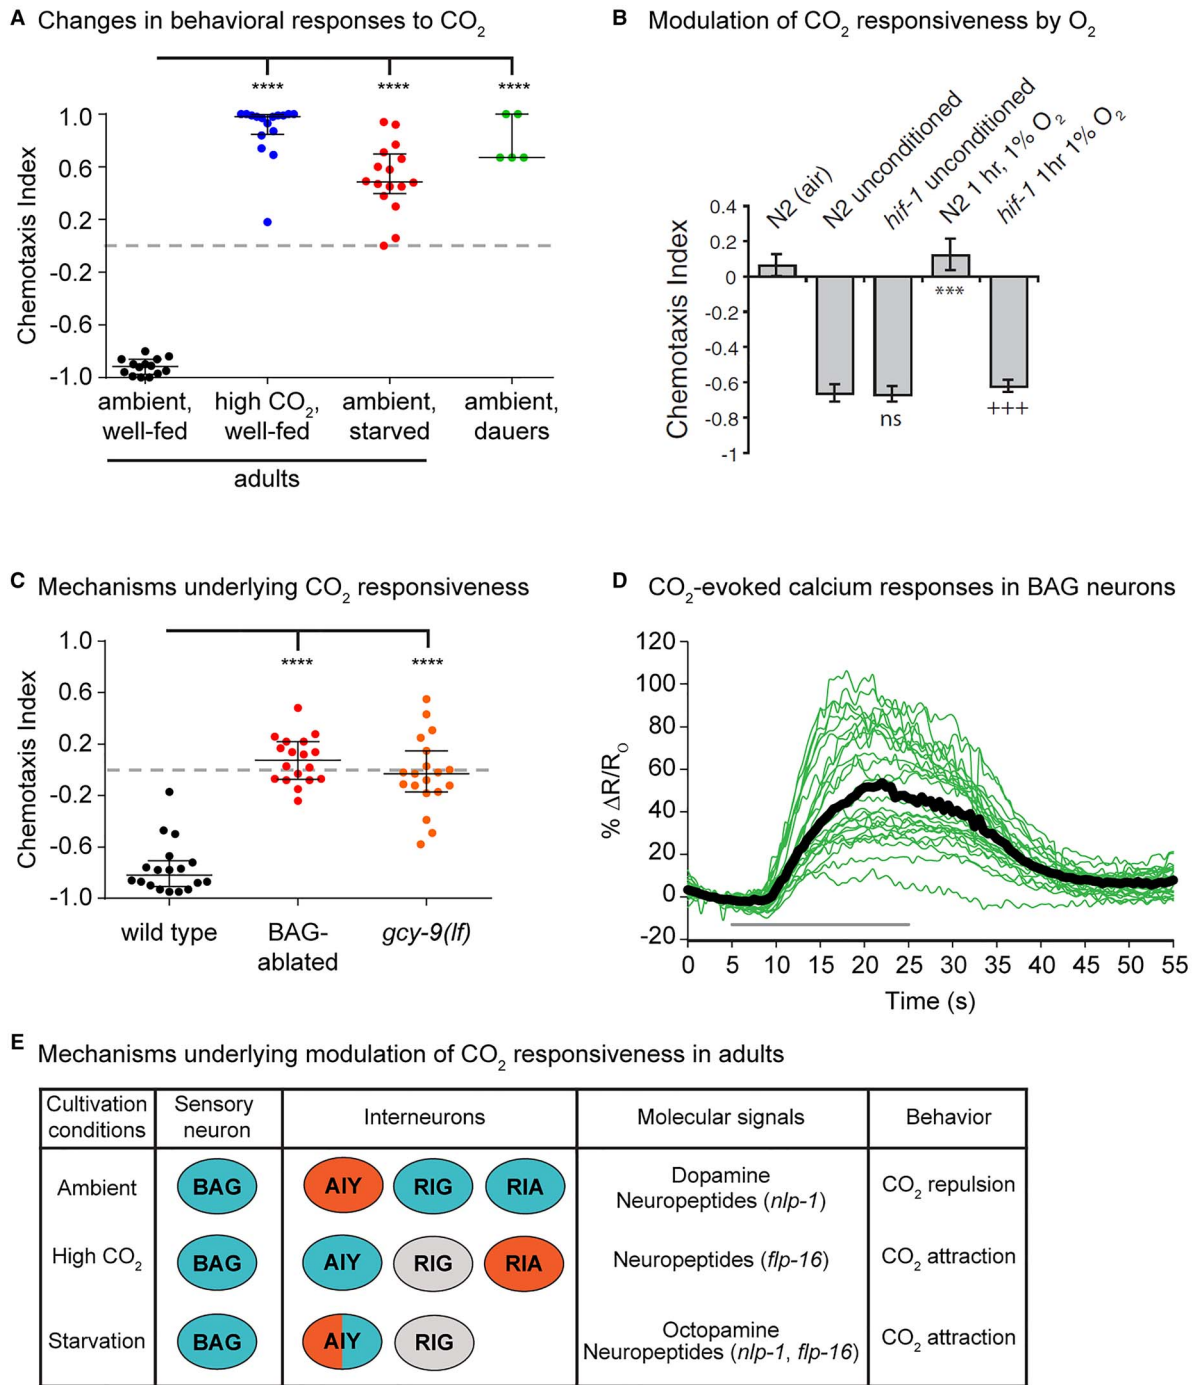 A Changes in behavioral responses to CO2
****
****
****
Chemotaxis Index
1.0
0.6
0.2
-0.2
-0.6
-1.0
ambient, well-fed
high CO2, well-fed
ambient, starved
ambient, dauers
adults
B Modulation of CO2 responsiveness by O2
N2 (air)
N2 unconditioned
hif-1 unconditioned
N2 1 hr, 1% O2
hif-1 1hr 1% O2
Chemotaxis Index
0.4
0.2
0
-0.2
-0.4
-0.6
-0.8
-1
ns
***
+++
C Mechanisms underlying CO2 responsiveness
****
****
Chemotaxis Index
1.0
0.6
0.2
-0.2
-0.6
-1.0
wild type
BAG-
ablated
gcy-9(lf)
D CO2-evoked calcium responses in BAG neurons
% ΔR/RO
120
100
80
60
40
20
0
-20
0 5 10 15 20 25 30 35 40 45 50 55
Time (s)
E Mechanisms underlying modulation of CO2 responsiveness in adults
Cultivation conditions
Sensory neuron
Interneurons
Molecular signals
Behavior
Ambient
BAG
AIY
RIG
RIA
Dopamine
Neuropeptides (nlp-1)
CO2 repulsion
High CO2
BAG
AIY
RIG
RIA
Neuropeptides (flp-16)
CO2 attraction
Starvation
BAG
AIY
RIG
Octopamine
Neuropeptides (nlp-1, flp-16)
CO2 attraction